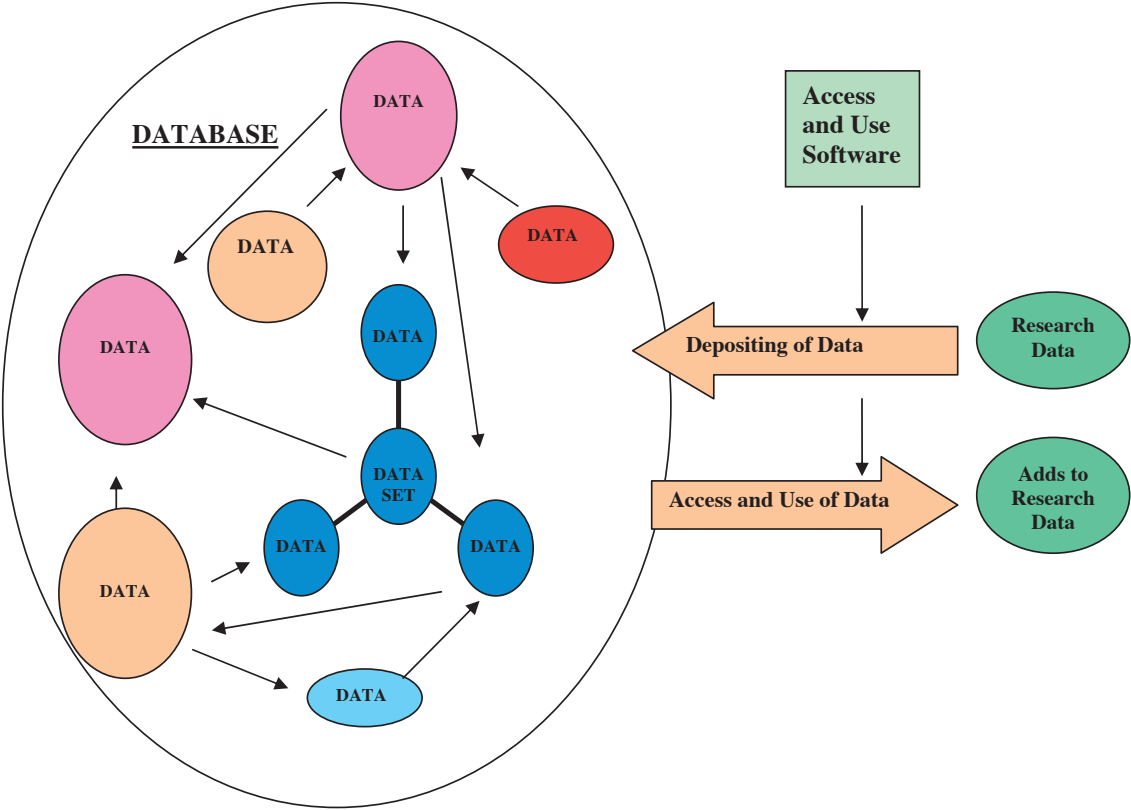 DATABASE
DATA
DATA
DATA
DATA
DATA
DATA
SET
DATA
DATA
DATA
DATA
Access
and Use
Software
Depositing of Data
Research
Data
Access and Use of Data
Adds to
Research
Data